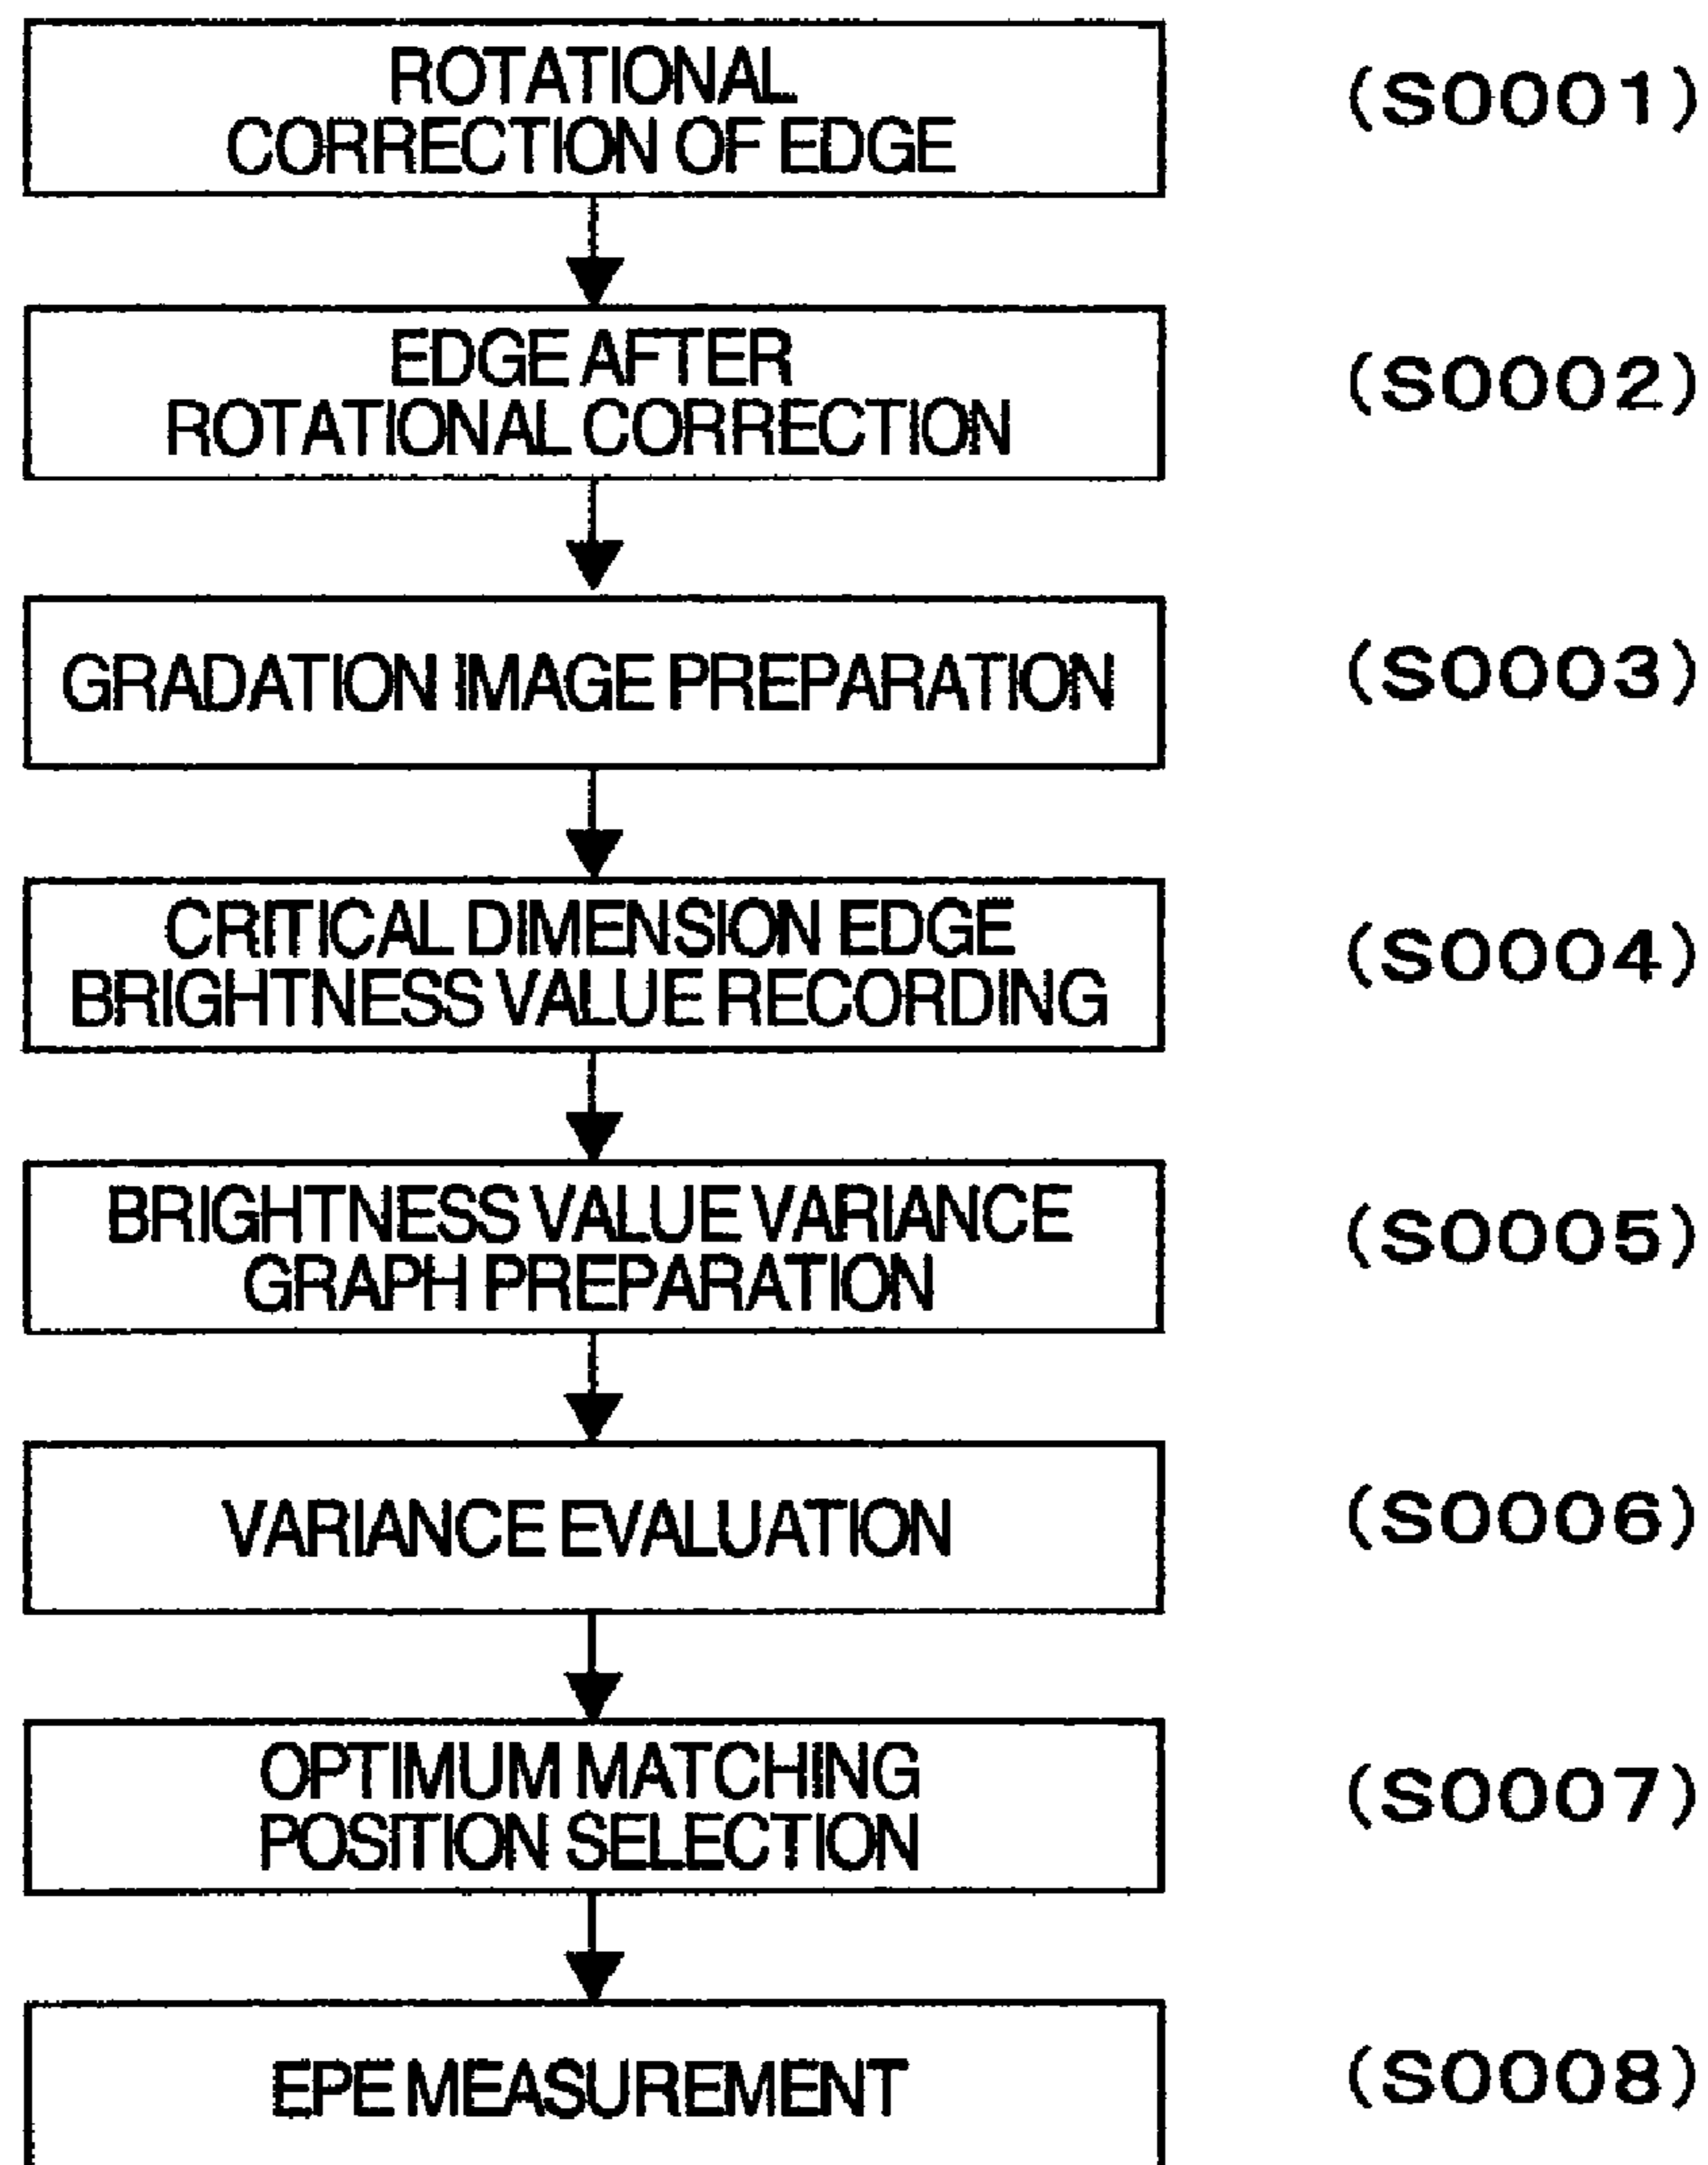 ROTATIONAL
CORRECTION OF EDGE
(S0001)
EDGE AFTER
ROTATIONAL CORRECTION
(S0002)
GRADATION IMAGE PREPARATION
(S0003)
CRITICAL DIMENSION EDGE
BRIGHTNESS VALUE RECORDING
(S0004)
BRIGHTNESS VALUE VARIANCE
GRAPH PREPARATION
(S0005)
VARIANCE EVALUATION
(S0006)
OPTIMUM MATCHING
POSITION SELECTION
(S0007)
EPE MEASUREMENT
(S0008)